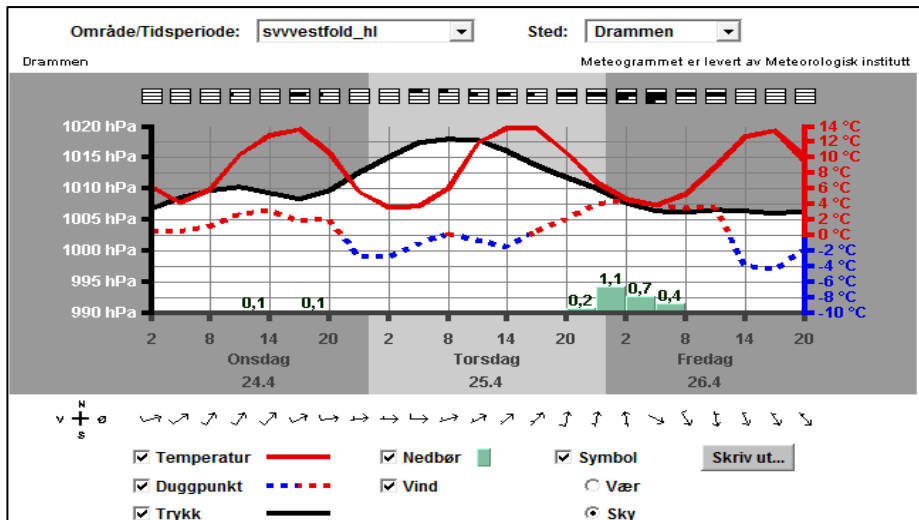 Område/Tidsperiode: svvvestfold_hl Sted: Drammen
Drammen Meteogrammet er levert av Meteorologisk institutt
1020 hPa 14 °C
12 °C
1015 hPa 10 °C
8 °C
1010 hPa 6 °C
4 °C
1005 hPa 2 °C
0 °C
1000 hPa -2 °C
-4 °C
995 hPa -6 °C
-8 °C
990 hPa -10 °C
0,1 0,1 0,2 1,1 0,7 0,4
2 8 14 20 2 8 14 20 2 8 14 20
Onsdag Torsdag Fredag
24.4 25.4 26.4
N
V ø
S
Temperatur Nedbør Symbol Skriv ut...
Duggpunkt Vind Vær
Trykk Sky